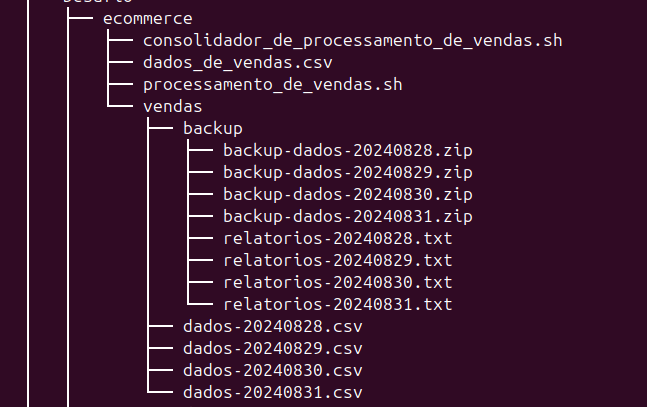 ecommerce
consolidador_de_processamento_de_vendas.sh
dados_de_vendas.csv
processamento_de_vendas.sh
vendas
backup
backup-dados-20240828.zip
backup-dados-20240829.zip
backup-dados-20240830.zip
backup-dados-20240831.zip
relatorios-20240828.txt
relatorios-20240829.txt
relatorios-20240830.txt
relatorios-20240831.txt
dados-20240828.csv
dados-20240829.csv
dados-20240830.csv
dados-20240831.csv